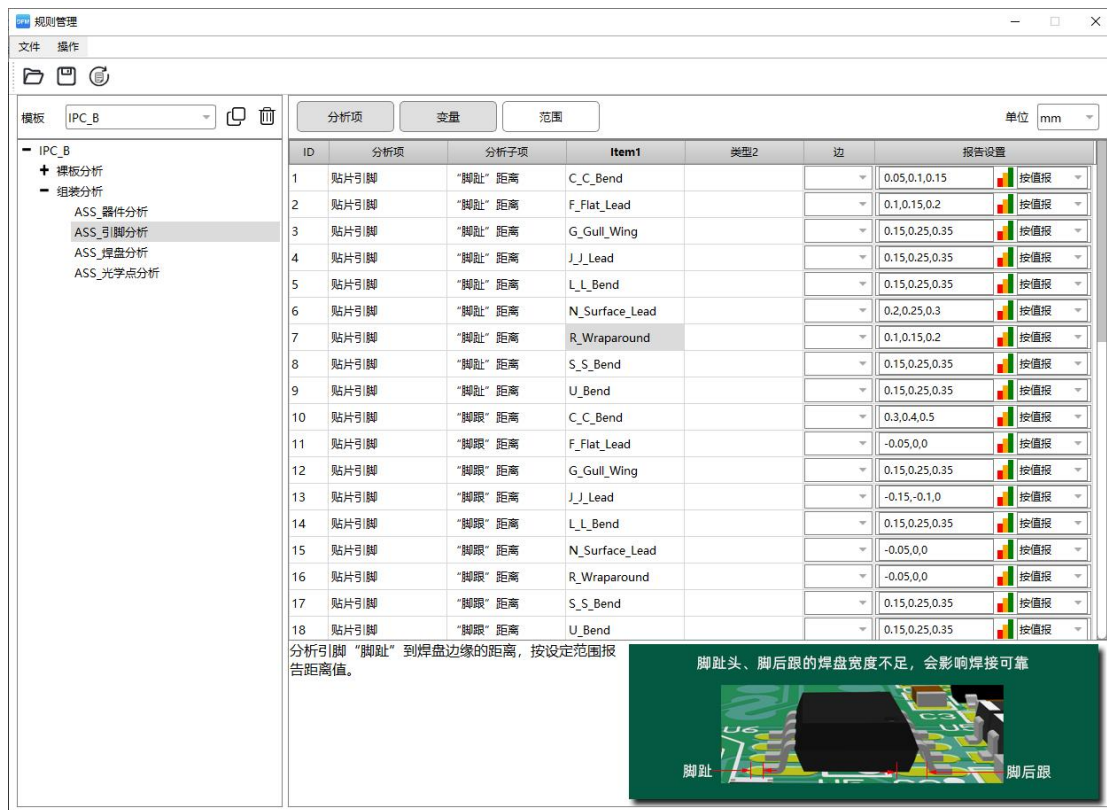 DFM 规则管理
文件 操作
模板 IPC_B 分析项 变量 范围 单位 mm
IPC_B
裸板分析
组装分析
ASS_器件分析
ASS_引脚分析
ASS_焊盘分析
ASS_光学点分析
ID 分析项 分析子项 Item1 类型2 边 报告设置
1 贴片引脚 “脚趾”距离 C_C_Bend 0.05,0.1,0.15 按值报
2 贴片引脚 “脚趾”距离 F_Flat_Lead 0.1,0.15,0.2 按值报
3 贴片引脚 “脚趾”距离 G_Gull_Wing 0.15,0.25,0.35 按值报
4 贴片引脚 “脚趾”距离 J_J_Lead 0.15,0.25,0.35 按值报
5 贴片引脚 “脚趾”距离 L_L_Bend 0.15,0.25,0.35 按值报
6 贴片引脚 “脚趾”距离 N_Surface_Lead 0.2,0.25,0.3 按值报
7 贴片引脚 “脚趾”距离 R_Wraparound 0.1,0.15,0.2 按值报
8 贴片引脚 “脚趾”距离 S_S_Bend 0.15,0.25,0.35 按值报
9 贴片引脚 “脚趾”距离 U_Bend 0.15,0.25,0.35 按值报
10 贴片引脚 “脚跟”距离 C_C_Bend 0.3,0.4,0.5 按值报
11 贴片引脚 “脚跟”距离 F_Flat_Lead -0.05,0,0 按值报
12 贴片引脚 “脚跟”距离 G_Gull_Wing 0.15,0.25,0.35 按值报
13 贴片引脚 “脚跟”距离 J_J_Lead -0.15,-0.1,0 按值报
14 贴片引脚 “脚跟”距离 L_L_Bend 0.15,0.25,0.35 按值报
15 贴片引脚 “脚跟”距离 N_Surface_Lead -0.05,0,0 按值报
16 贴片引脚 “脚跟”距离 R_Wraparound -0.05,0,0 按值报
17 贴片引脚 “脚跟”距离 S_S_Bend 0.15,0.25,0.35 按值报
18 贴片引脚 “脚跟”距离 U_Bend 0.15,0.25,0.35 按值报
分析引脚“脚趾”到焊盘边缘的距离，按设定范围报
告距离值。
脚趾头、脚后跟的焊盘宽度不足，会影响焊接可靠
C3
U6
脚趾
脚后跟